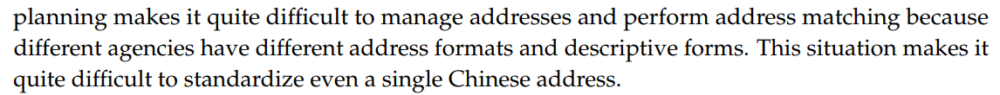 planning makes it quite difficult to manage addresses and perform address matching because
different agencies have different address formats and descriptive forms. This situation makes it
quite difficult to standardize even a single Chinese address.